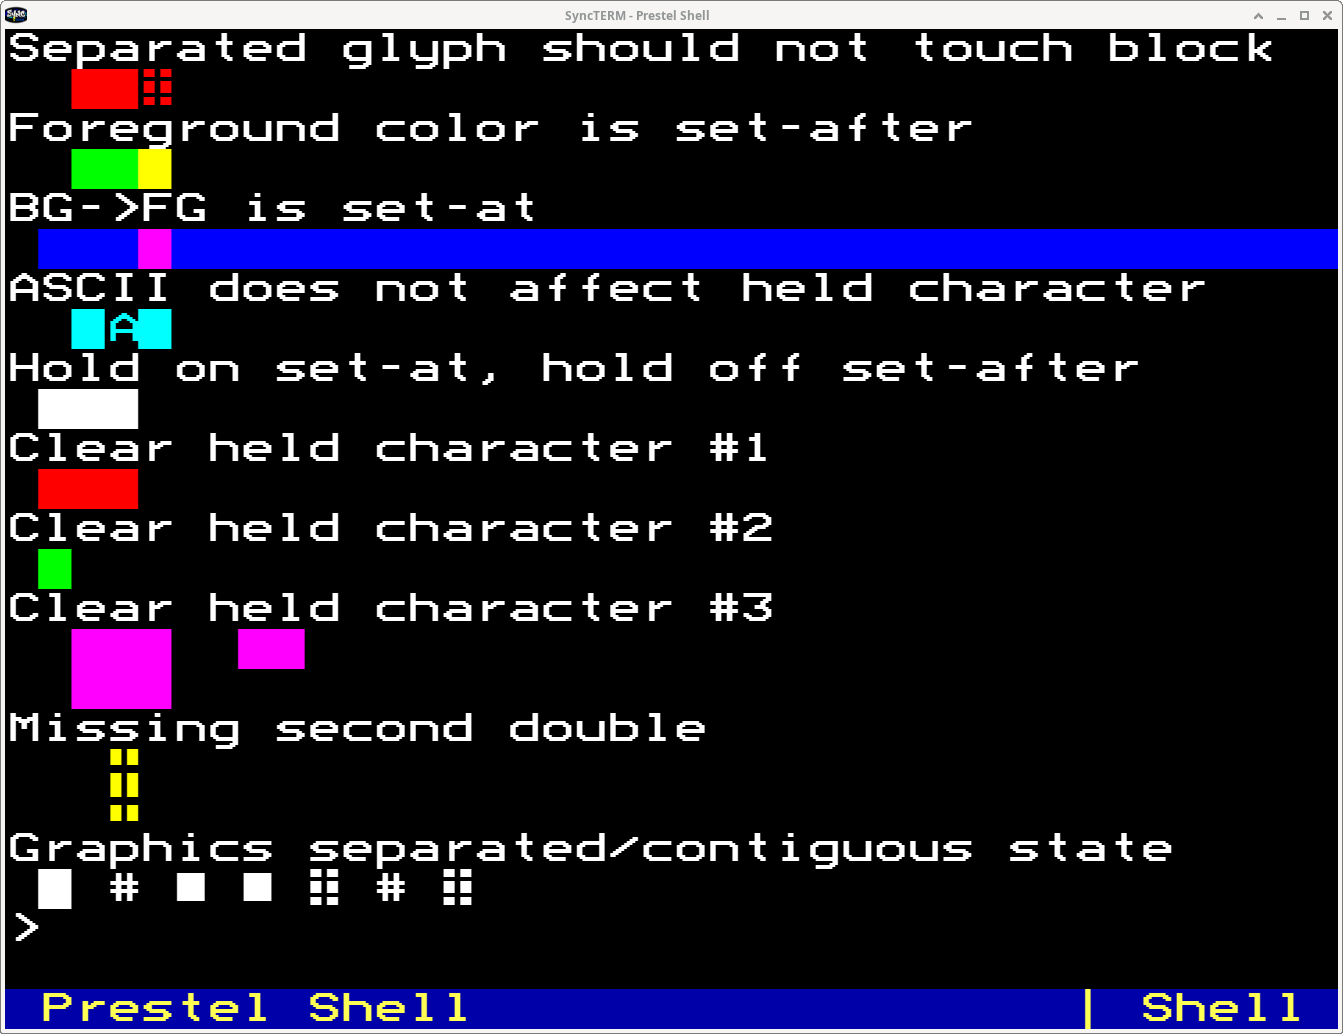 SyncTERM - Prestel Shell
Separated glyph should not touch block
Foreground color is set-after
BG->FG is set-at
ASCII does not affect held character
A
Hold on set-at, hold off set-after
Clear held character #1
Clear held character #2
Clear held character #3
Missing second double
Graphics separated/contiguous state
# #
>
Prestel Shell | Shell